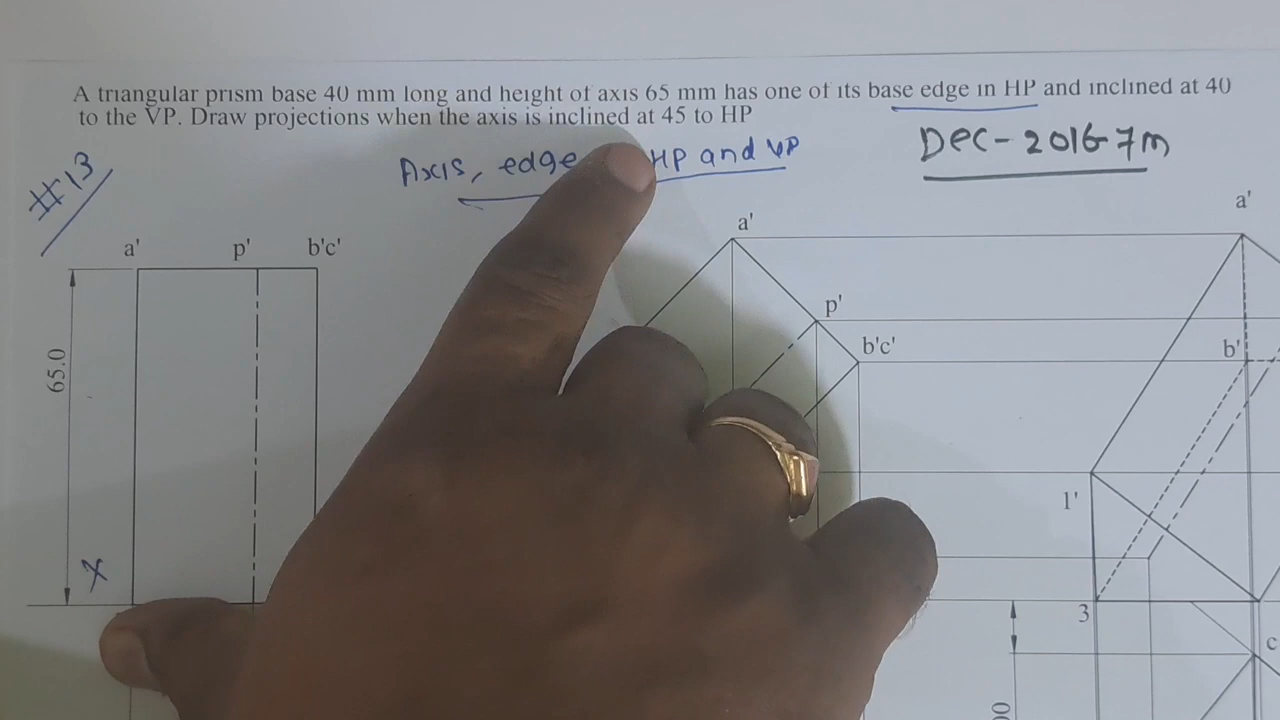 A triangular prism base 40 mm long and height of axis 65 mm has one of its base edge in HP and inclined at 40
to the VP. Draw projections when the axis is inclined at 45 to HP
Dec-2016 7m
Axis, edge HP and VP
#13
a'
p'
b'c'
a'
a'
p'
b'c'
b'
65.0
1'
X
3
c
00